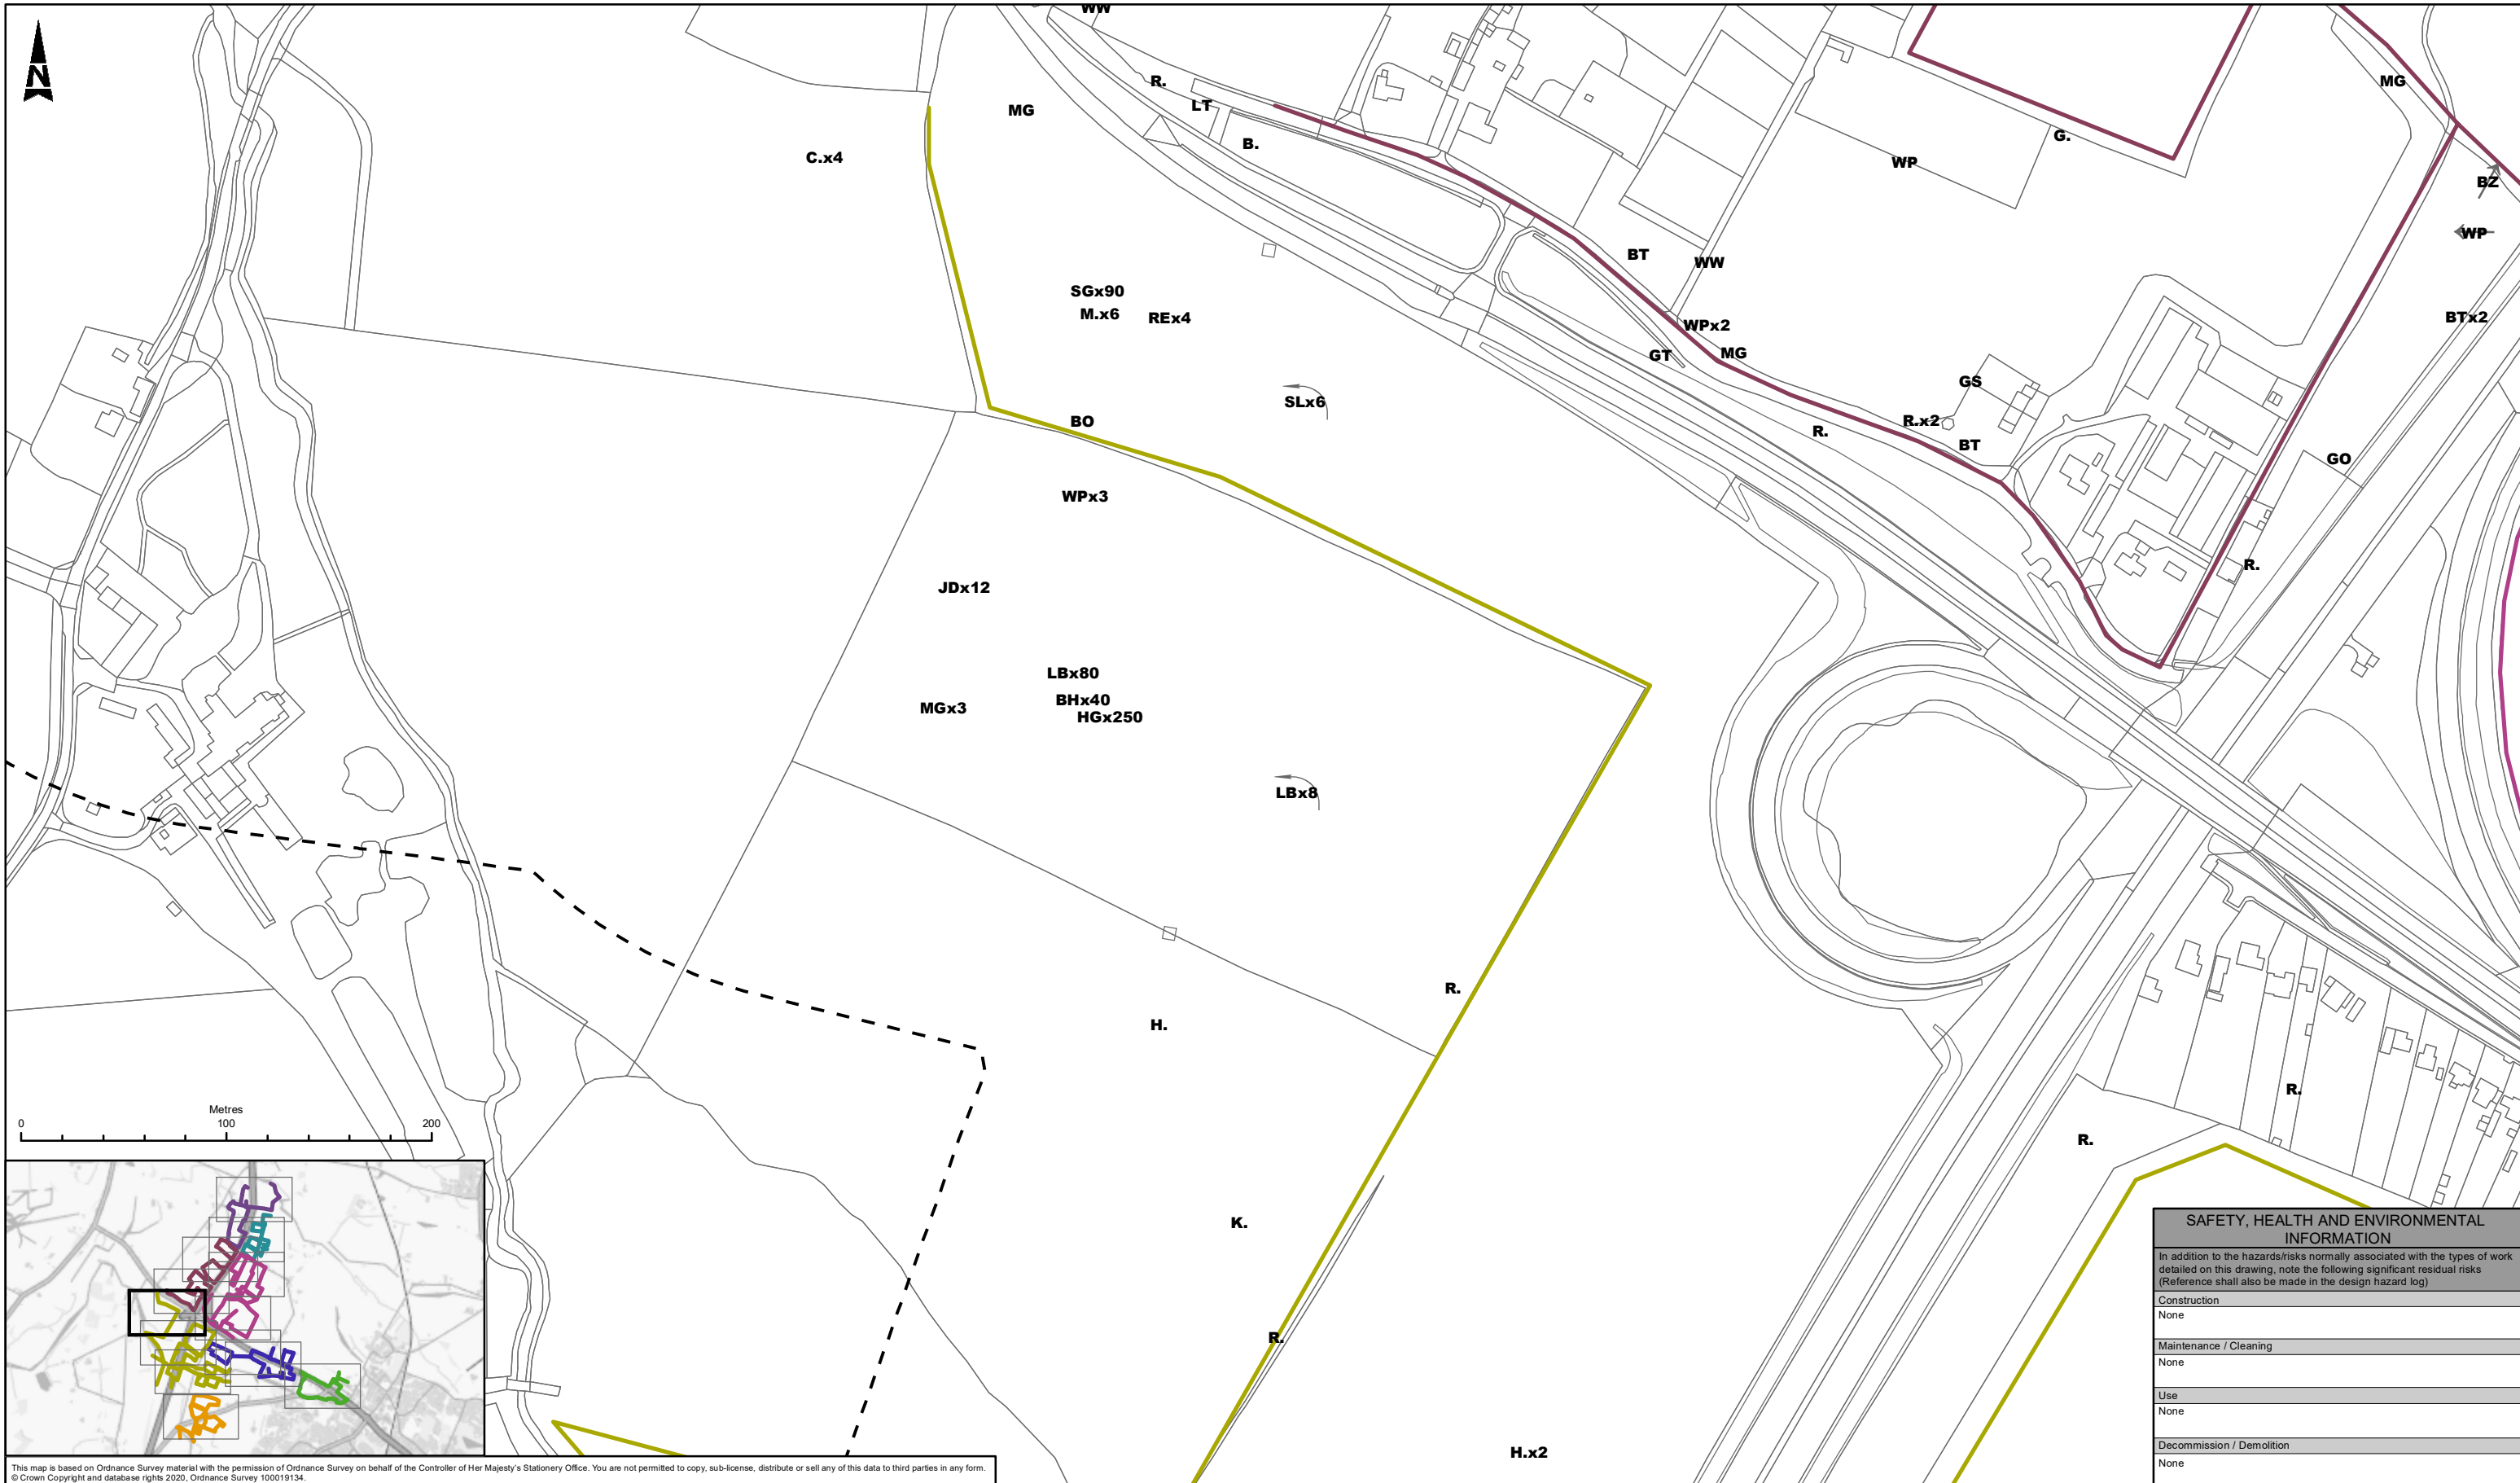 WW
N
R.
MG
MG
LT
G.
B.
C.x4
WP
BZ
WP
BT
WW
SGx90
M.x6
REx4
BTx2
WPx2
GT
MG
GS
SLx6
BO
R.x2
R.
BT
GO
WPx3
R.
JDx12
LBx80
BHx40
MGx3
HGx250
LBx8
R.
H.
R.
Metres
0 100 200
R.
K.
R.
H.x2
SAFETY, HEALTH AND ENVIRONMENTAL
INFORMATION
In addition to the hazards/risks normally associated with the types of work
detailed on this drawing, note the following significant residual risks
(Reference shall also be made in the design hazard log)
Construction
None
Maintenance / Cleaning
None
Use
None
Decommission / Demolition
None
This map is based on Ordnance Survey material with the permission of Ordnance Survey on behalf of the Controller of Her Majesty's Stationery Office. You are not permitted to copy, sub-license, distribute or sell any of this data to third parties in any form.
© Crown Copyright and database rights 2020, Ordnance Survey 100019134.